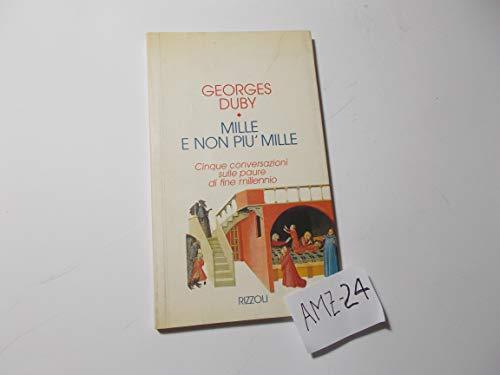 GEORGES
DUBY
•
MILLE
E NON PIU' MILLE
Cinque conversazioni
sulle paure
di fine millennio
RIZZOLI
AMZ-24